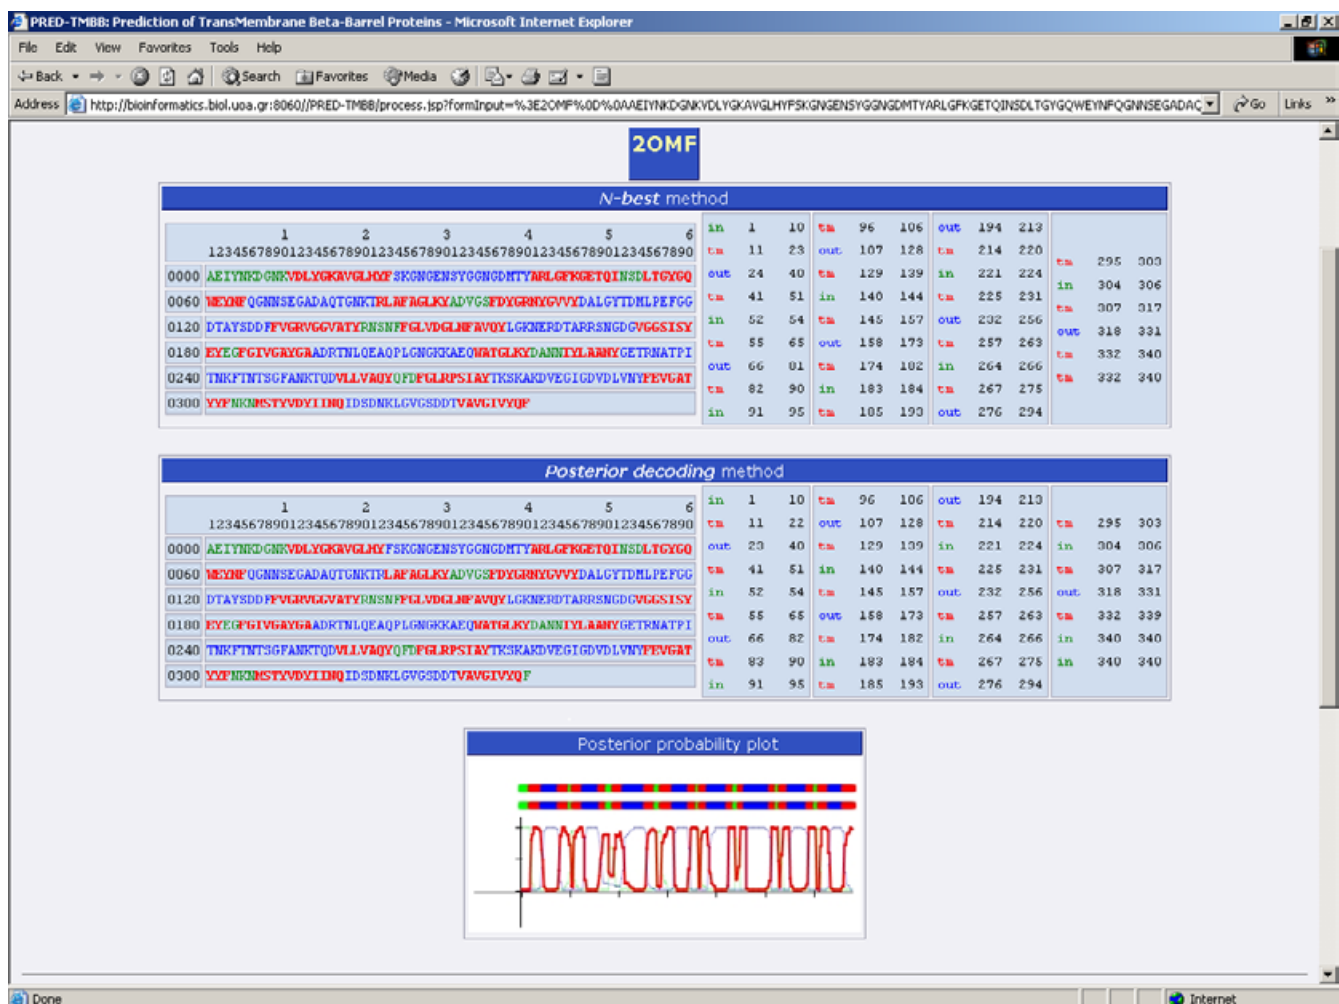 PRED-TMBB: Prediction of TransMembrane Beta-Barrel Proteins - Microsoft Internet Explorer
File Edit View Favorites Tools Help
Back Search Favorites Media
Address http://bioinformatics.biol.uoa.gr:8060//PRED-TMBB/process.jsp?formInput=%3E2OMF%0D%0AAEIYNKDGNKVDLYGKAVGLHYFSKGNGENSYGGNGDMTYARLGFKGETQINSDLTGYGQWEYNFQGNNSEGADAQ Go Links »
2OMF
N-best method
1 2 3 4 5 6
123456789012345678901234567890123456789012345678901234567890
0000 AEIYNKDGNKVDLYGKAVGLHYFSKGNGENSYGGNGDMTYARLGFKGETQINSDLTGYGQ
0060 WEYNFQGNNSEGADAQTGNKTRLAFAGLKYADVGSFDYGRNYGVVYDALGYTDMLPEFGG
0120 DTAYSDDFFVGRVGGVATYRNSNFFGLVDGLNFAVQYLGKNERDTARRSNGDGVGGSISY
0180 EYEGFGIVGAYGAADRTNLQEAQPLGNGKKAEQWATGLKYDANNIYLAANYGETRNATPI
0240 TNKFTNTSGFANKTQDVLLVAQYQFDFGLRPSIAYTKSKAKDVEGIGDVDLVNYFEVGAT
0300 YYFNKNMSTYVDYIINQIDSDNKLGVGSDDTVAVGIVYQF
in 1 10
tm 11 23
out 24 40
tm 41 51
in 52 54
tm 55 65
out 66 81
tm 82 90
in 91 95
tm 96 106
out 107 128
tm 129 139
in 140 144
tm 145 157
out 158 173
tm 174 182
in 183 184
tm 185 193
out 194 213
tm 214 220
in 221 224
tm 225 231
out 232 256
tm 257 263
in 264 266
tm 267 275
out 276 294
tm 295 303
in 304 306
tm 307 317
out 318 331
tm 332 340
tm 332 340
Posterior decoding method
1 2 3 4 5 6
123456789012345678901234567890123456789012345678901234567890
0000 AEIYNKDGNKVDLYGKAVGLHYFSKGNGENSYGGNGDMTYARLGFKGETQINSDLTGYGQ
0060 WEYNFQGNNSEGADAQTGNKTRLAFAGLKYADVGSFDYGRNYGVVYDALGYTDMLPEFGG
0120 DTAYSDDFFVGRVGGVATYRNSNFFGLVDGLNFAVQYLGKNERDTARRSNGDGVGGSISY
0180 EYEGFGIVGAYGAADRTNLQEAQPLGNGKKAEQWATGLKYDANNIYLAANYGETRNATPI
0240 TNKFTNTSGFANKTQDVLLVAQYQFDFGLRPSIAYTKSKAKDVEGIGDVDLVNYFEVGAT
0300 YYFNKNMSTYVDYIINQIDSDNKLGVGSDDTVAVGIVYQF
in 1 10
tm 11 22
out 23 40
tm 41 51
in 52 54
tm 55 65
out 66 82
tm 83 90
in 91 95
tm 96 106
out 107 128
tm 129 139
in 140 144
tm 145 157
out 158 173
tm 174 182
in 183 184
tm 185 193
out 194 213
tm 214 220
in 221 224
tm 225 231
out 232 256
tm 257 263
in 264 266
tm 267 275
out 276 294
tm 295 303
in 304 306
tm 307 317
out 318 331
tm 332 339
in 340 340
in 340 340
Posterior probability plot
Done Internet